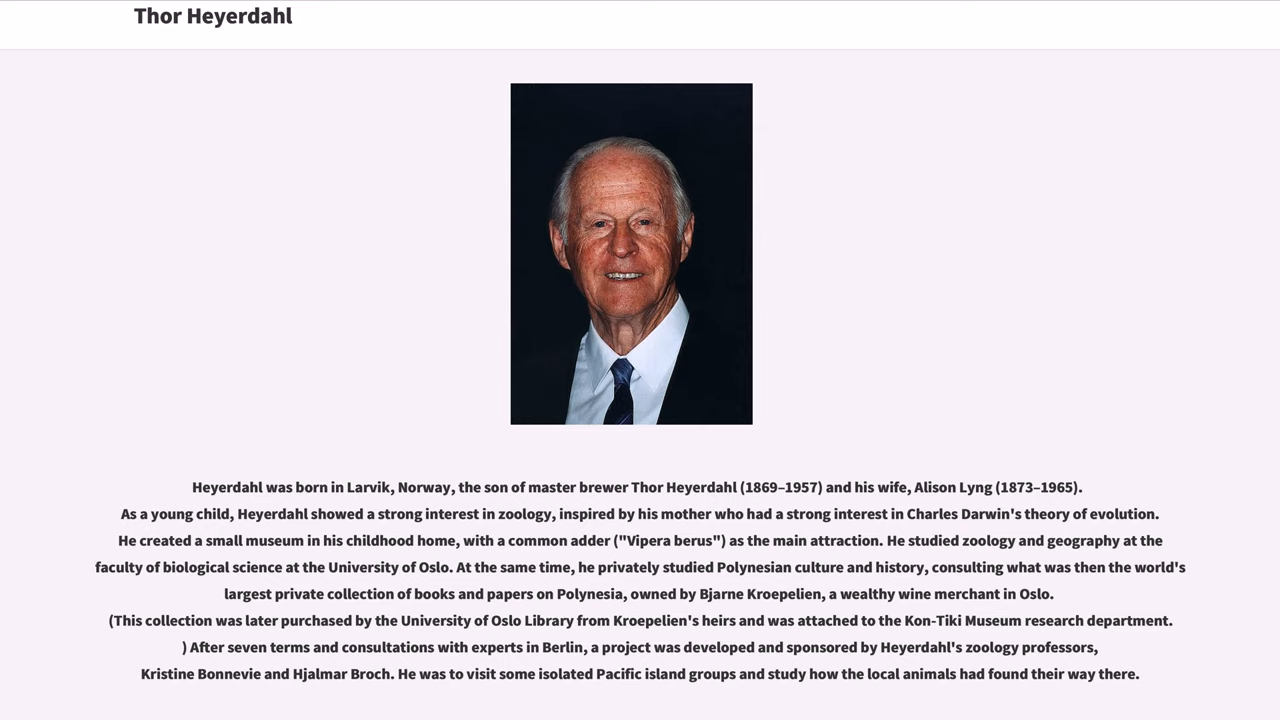 Thor Heyerdahl
Heyerdahl was born in Larvik, Norway, the son of master brewer Thor Heyerdahl (1869–1957) and his wife, Alison Lyng (1873–1965).
As a young child, Heyerdahl showed a strong interest in zoology, inspired by his mother who had a strong interest in Charles Darwin's theory of evolution.
He created a small museum in his childhood home, with a common adder ("Vipera berus") as the main attraction. He studied zoology and geography at the
faculty of biological science at the University of Oslo. At the same time, he privately studied Polynesian culture and history, consulting what was then the world's
largest private collection of books and papers on Polynesia, owned by Bjarne Kroepelien, a wealthy wine merchant in Oslo.
(This collection was later purchased by the University of Oslo Library from Kroepelien's heirs and was attached to the Kon-Tiki Museum research department.
) After seven terms and consultations with experts in Berlin, a project was developed and sponsored by Heyerdahl's zoology professors,
Kristine Bonnevie and Hjalmar Broch. He was to visit some isolated Pacific island groups and study how the local animals had found their way there.